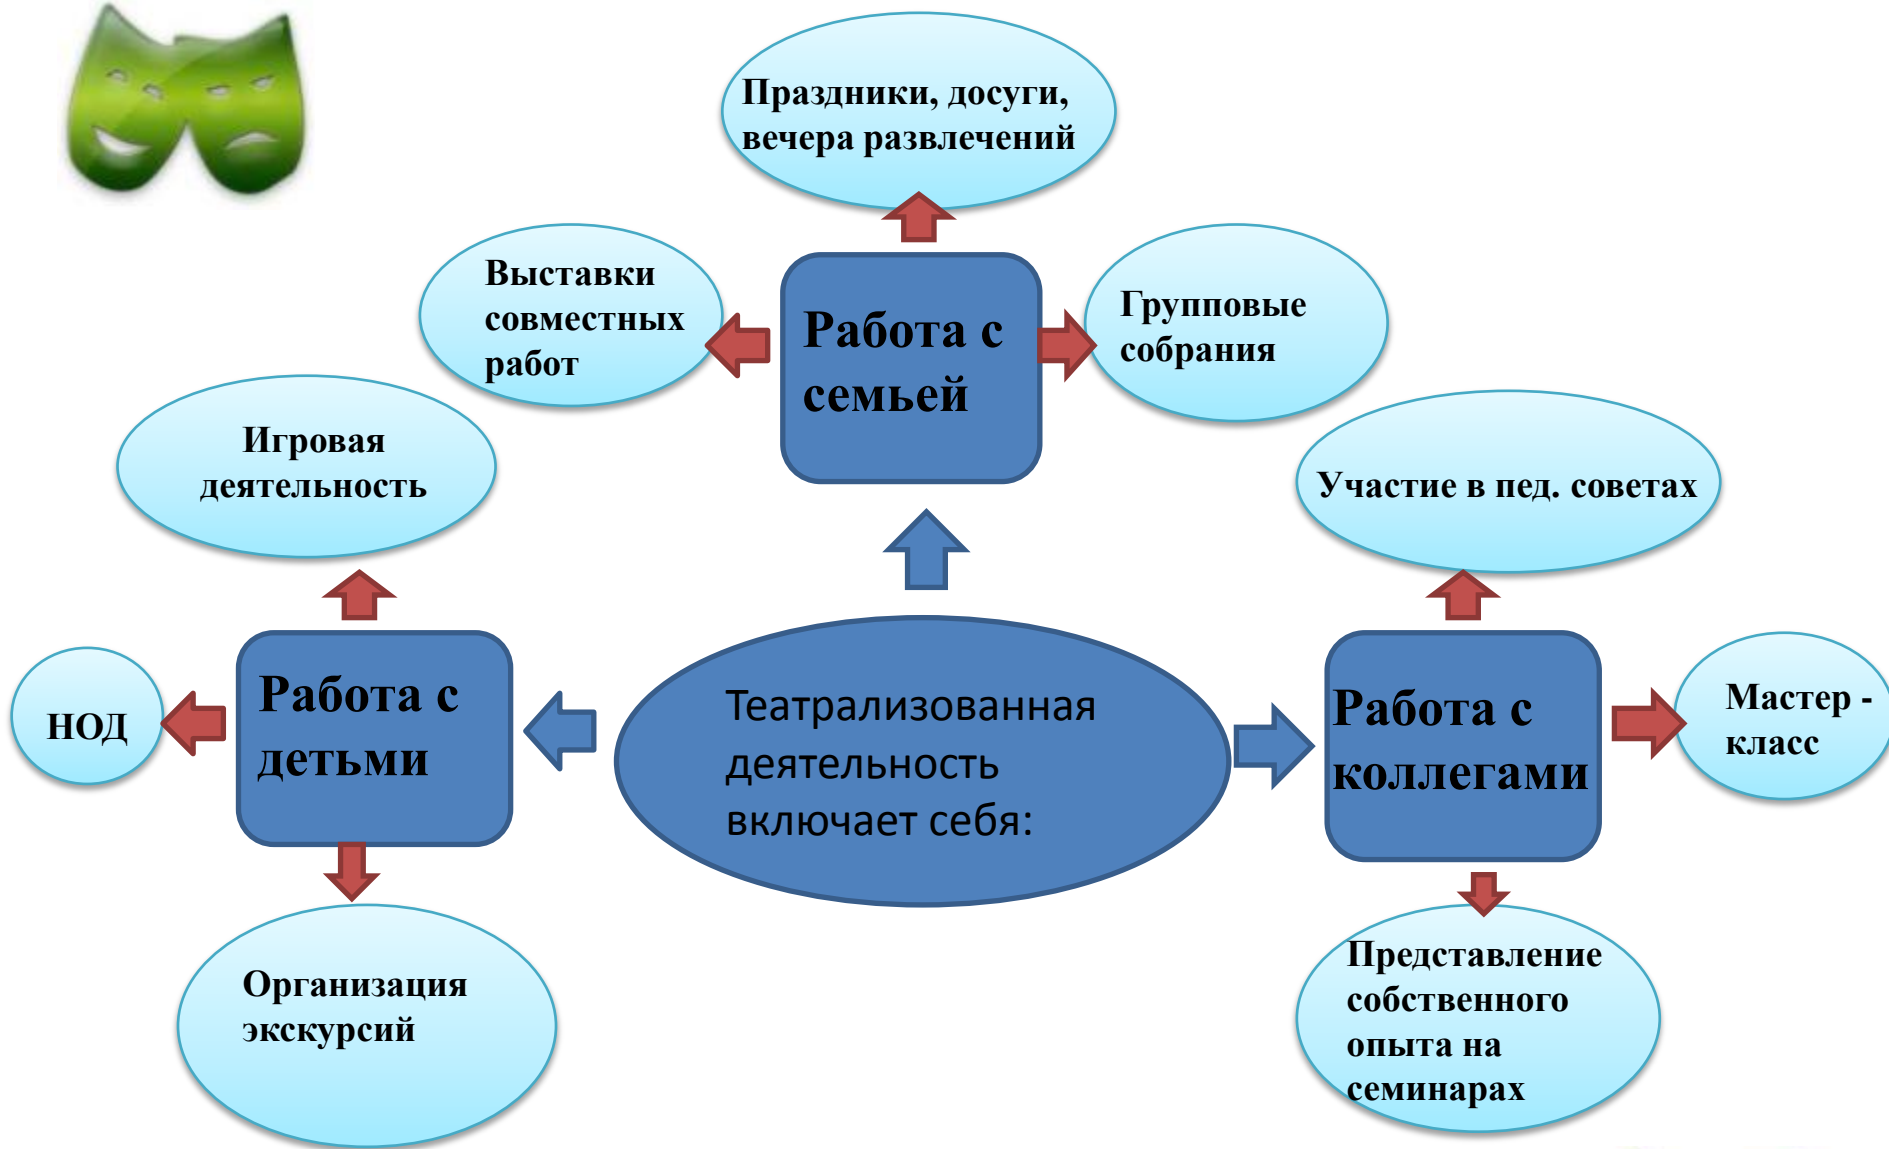 Праздники, досуги,
вечера развлечений
Выставки
совместных
работ
Работа с
семьей
Групповые
собрания
Игровая
деятельность
Участие в пед. советах
НОД
Работа с
детьми
Театрализованная
деятельность
включает себя:
Работа с
коллегами
Мастер -
класс
Организация
экскурсий
Представление
собственного
опыта на
семинарах